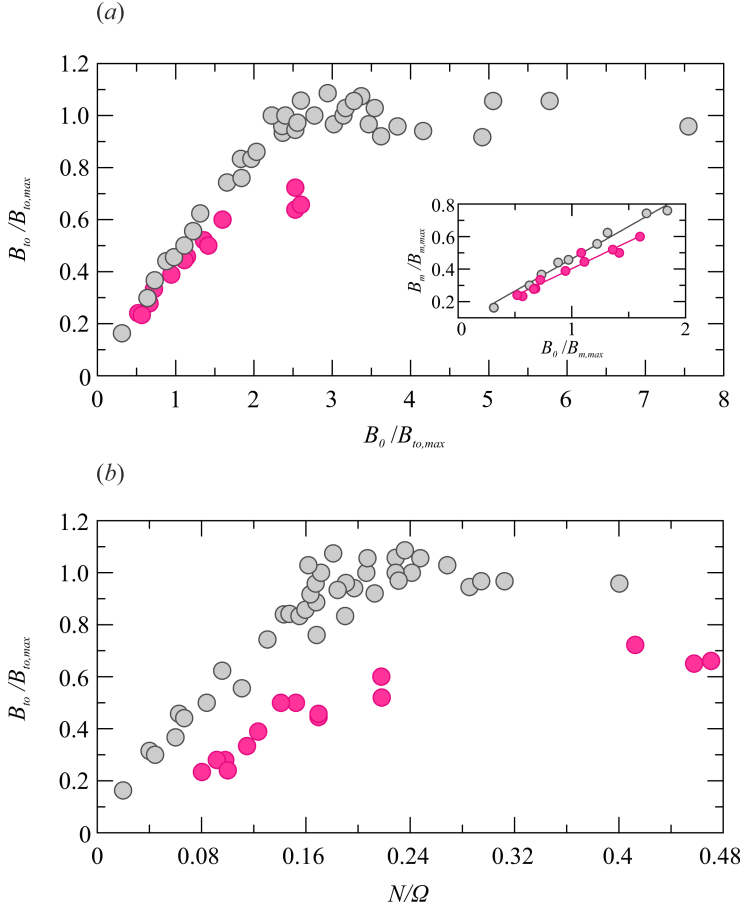 (a)
1.2
1.0
0.8
0.6
0.4
0.2
0
B_to /B_to,max
0 1 2 3 4 5 6 7 8
B_0 /B_to,max
0.8
0.6
0.4
0.2
B_m /B_m,max
0 1 2
B_0 /B_m,max
(b)
1.2
1.0
0.8
0.6
0.4
0.2
0
B_to /B_to,max
0 0.08 0.16 0.24 0.32 0.4 0.48
N/Ω